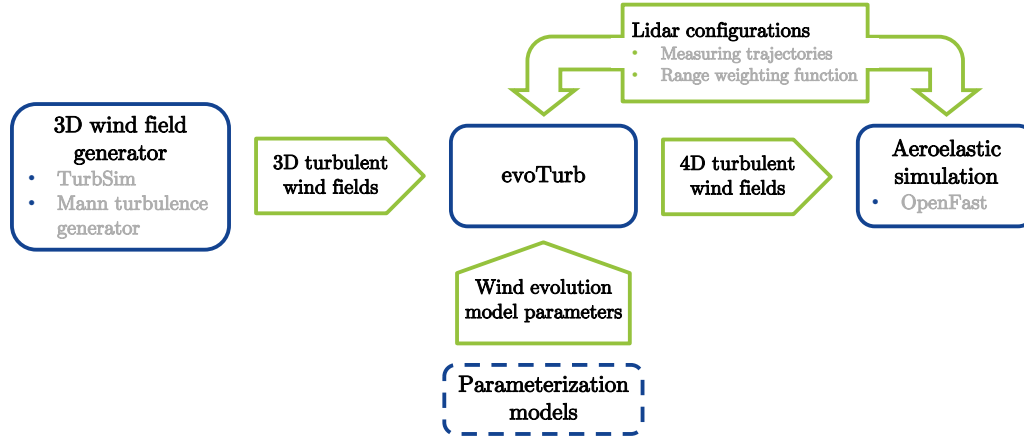 Lidar configurations
• Measuring trajectories
• Range weighting function
3D wind field
generator
• TurbSim
• Mann turbulence
generator
3D turbulent
wind fields
evoTurb
4D turbulent
wind fields
Aeroelastic
simulation
• OpenFast
Wind evolution
model parameters
Parameterization
models